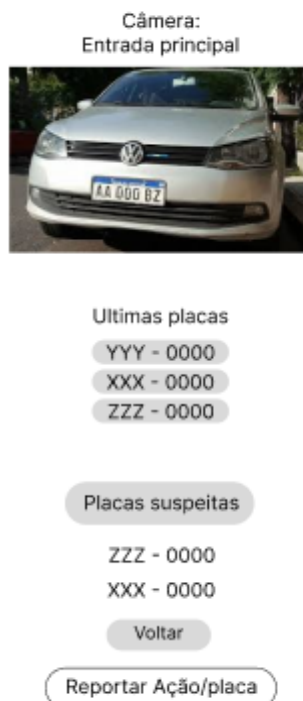 Câmera:
Entrada principal
AA 000 BZ
Ultimas placas
YYY - 0000
XXX - 0000
ZZZ - 0000
Placas suspeitas
ZZZ - 0000
XXX - 0000
Voltar
Reportar Ação/placa